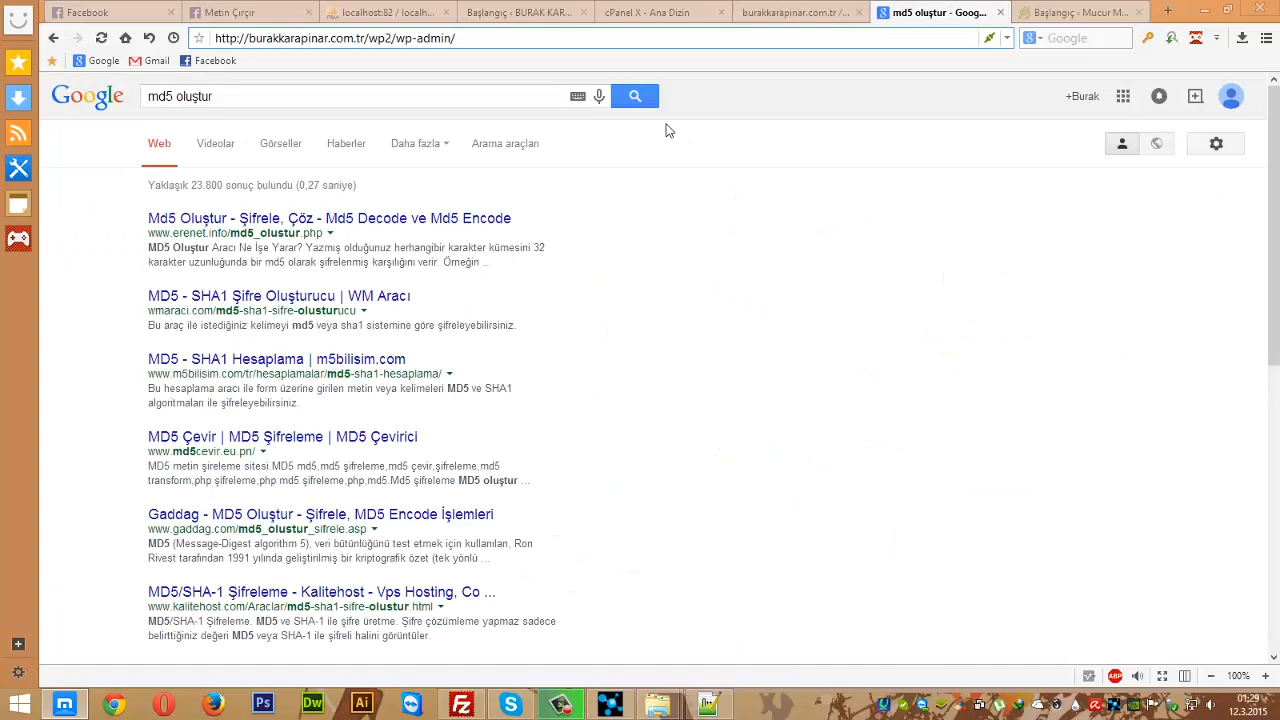 Facebook
Metin Çırçır
localhost:82 / localh...
Başlangıç ‹ BURAK KAR...
cPanel X - Ana Dizin
burakkarapinar.com.tr /...
md5 oluştur - Goog...
Başlangıç ‹ Mucur M...
http://burakkarapinar.com.tr/wp2/wp-admin/
Google
Google
Gmail
Facebook
Google
md5 oluştur
+Burak
Web
Videolar
Görseller
Haberler
Daha fazla
Arama araçları
Yaklaşık 23.800 sonuç bulundu (0,27 saniye)
Md5 Oluştur - Şifrele, Çöz - Md5 Decode ve Md5 Encode
www.erenet.info/md5_olustur.php
MD5 Oluştur Aracı Ne İşe Yarar? Yazmış olduğunuz herhangibir karakter kümesini 32
karakter uzunluğunda bir md5 olarak şifrelenmiş karşılığını verir. Örneğin ...
MD5 - SHA1 Şifre Oluşturucu | WM Aracı
wmaraci.com/md5-sha1-sifre-olusturucu
Bu araç ile istediğiniz kelimeyi md5 veya sha1 sistemine göre şifreleyebilirsiniz.
MD5 - SHA1 Hesaplama | m5bilisim.com
www.m5bilisim.com/tr/hesaplamalar/md5-sha1-hesaplama/
Bu hesaplama aracı ile form üzerine girilen metin veya kelimeleri MD5 ve SHA1
algoritmaları ile şifreleyebilirsiniz.
MD5 Çevir | MD5 Şifreleme | MD5 Çevirici
www.md5cevir.eu.pn/
MD5 metin şireleme sitesi.MD5 md5,md5 şifreleme,md5 çevir,şifreleme,md5
transform,php şifreleme,php md5 şifreleme,php,md5.Md5 şifreleme MD5 oluştur ...
Gaddag - MD5 Oluştur - Şifrele, MD5 Encode İşlemleri
www.gaddag.com/md5_olustur_sifrele.asp
MD5 (Message-Digest algorithm 5), veri bütünlüğünü test etmek için kullanılan, Ron
Rivest tarafından 1991 yılında geliştirilmiş bir kriptografik özet (tek yönlü ...
MD5/SHA-1 Şifreleme - Kalitehost - Vps Hosting, Co ...
www.kalitehost.com/Araclar/md5-sha1-sifre-olustur.html
MD5/SHA-1 Şifreleme. MD5 ve SHA-1 ile şifre üretme. Şifre çözümleme yapmaz sadece
belirttiğiniz değeri MD5 veya SHA-1 ile şifreli halini görüntüler.
ABP
100%
Ps
Dw
Ai
01:29
12.3.2015